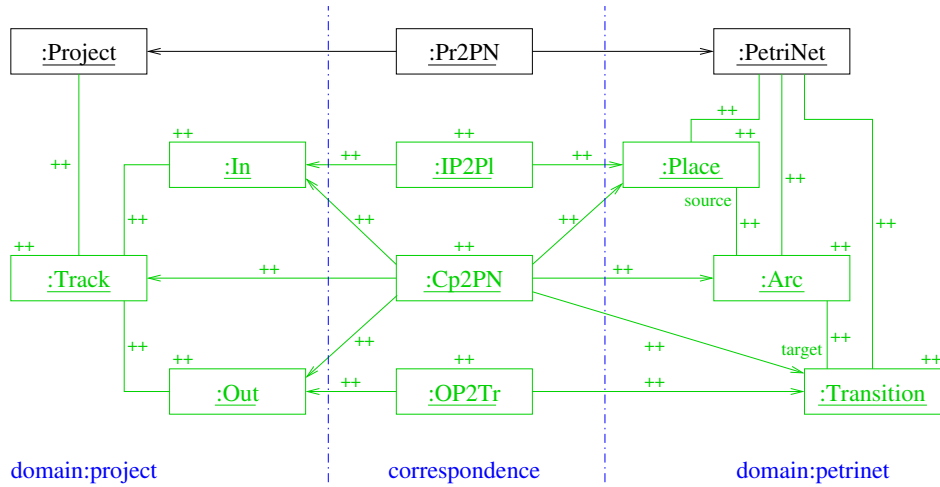 :Project :Pr2PN :PetriNet
++
++ ++ ++ ++
++ ++ ++ ++
:In :IP2Pl :Place
source
++ ++ ++ ++
++ ++ ++ ++ ++
:Track :Cp2PN :Arc
++ ++ ++ ++
target
++ ++ ++ ++ ++
:Out :OP2Tr :Transition
domain:project correspondence domain:petrinet